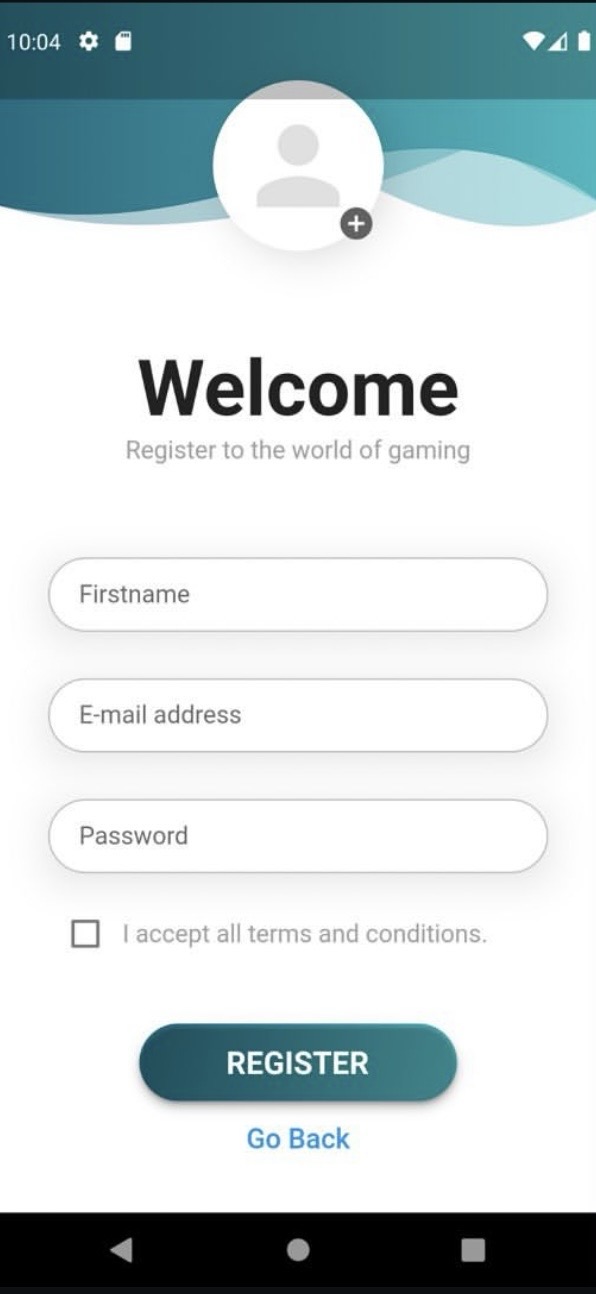 10:04
Welcome
Register to the world of gaming
Firstname
E-mail address
Password
I accept all terms and conditions.
REGISTER
Go Back